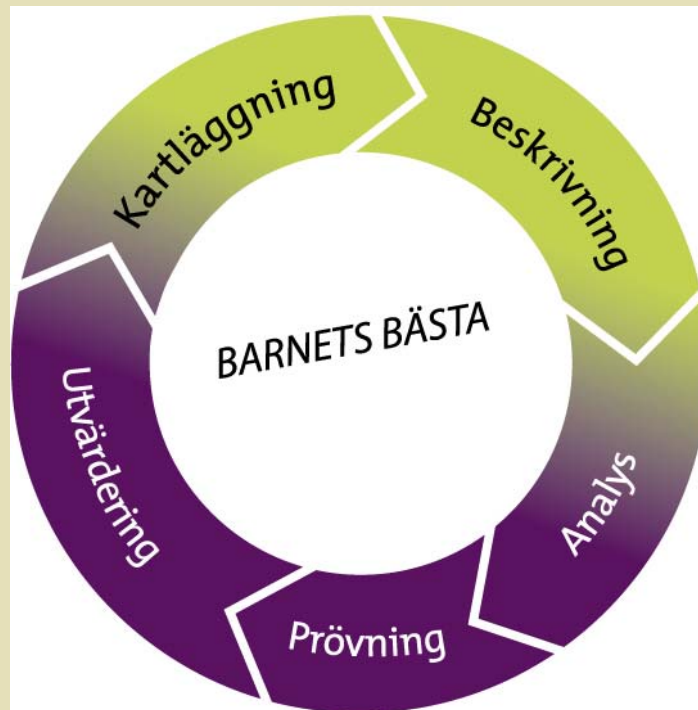 Kartläggning
Beskrivning
Analys
Prövning
Utvärdering
BARNETS BÄSTA